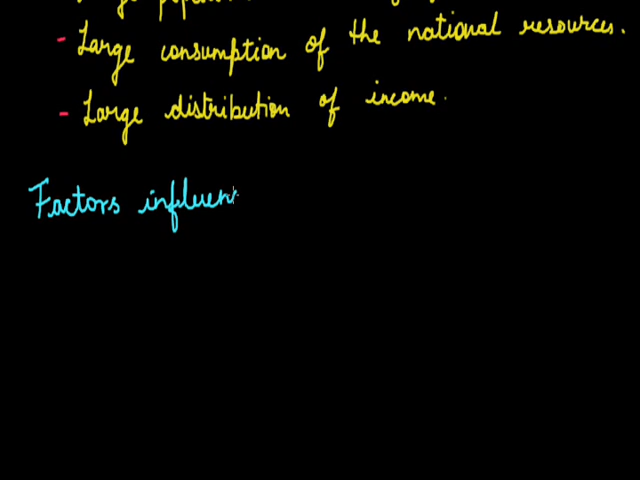 - Large consumption of the national resources.
- Large distribution of income.
Factors influen